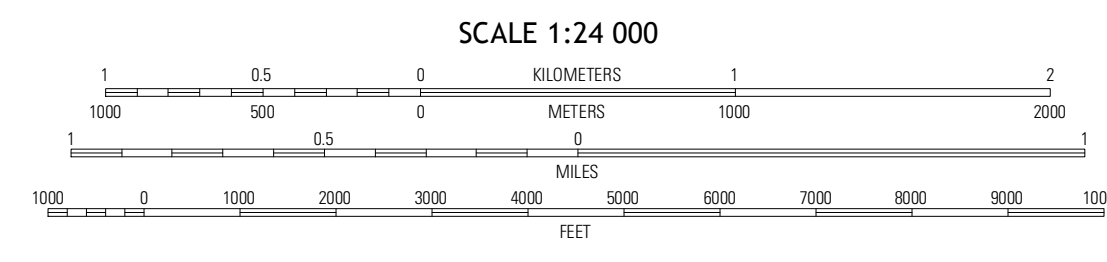 SCALE 1:24 000
1 0.5 0 KILOMETERS 1 2
1000 500 0 METERS 1000 2000
1 0.5 0 1
MILES
1000 0 1000 2000 3000 4000 5000 6000 7000 8000 9000 100
FEET